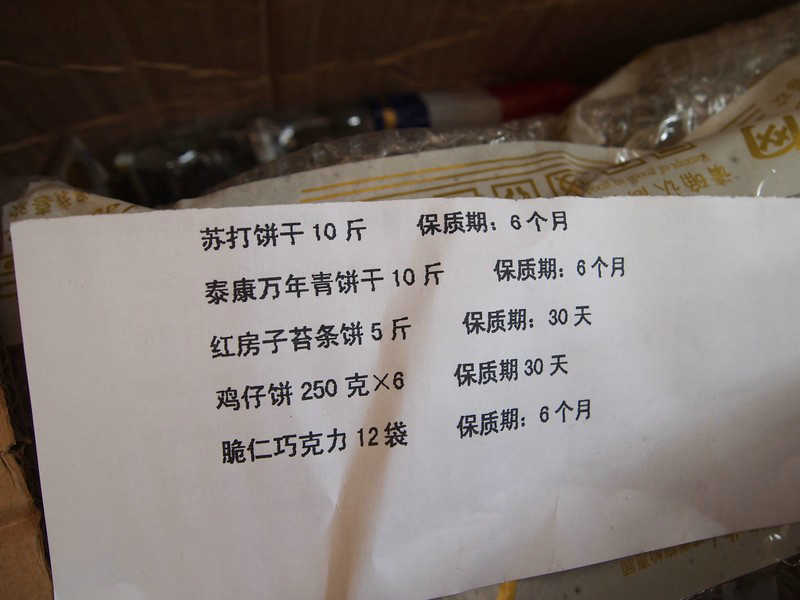 请确认
苏打饼干 10 斤 保质期：6 个月
泰康万年青饼干 10 斤 保质期：6 个月
红房子苔条饼 5 斤 保质期：30 天
鸡仔饼 250 克×6 保质期 30 天
脆仁巧克力 12 袋 保质期：6 个月